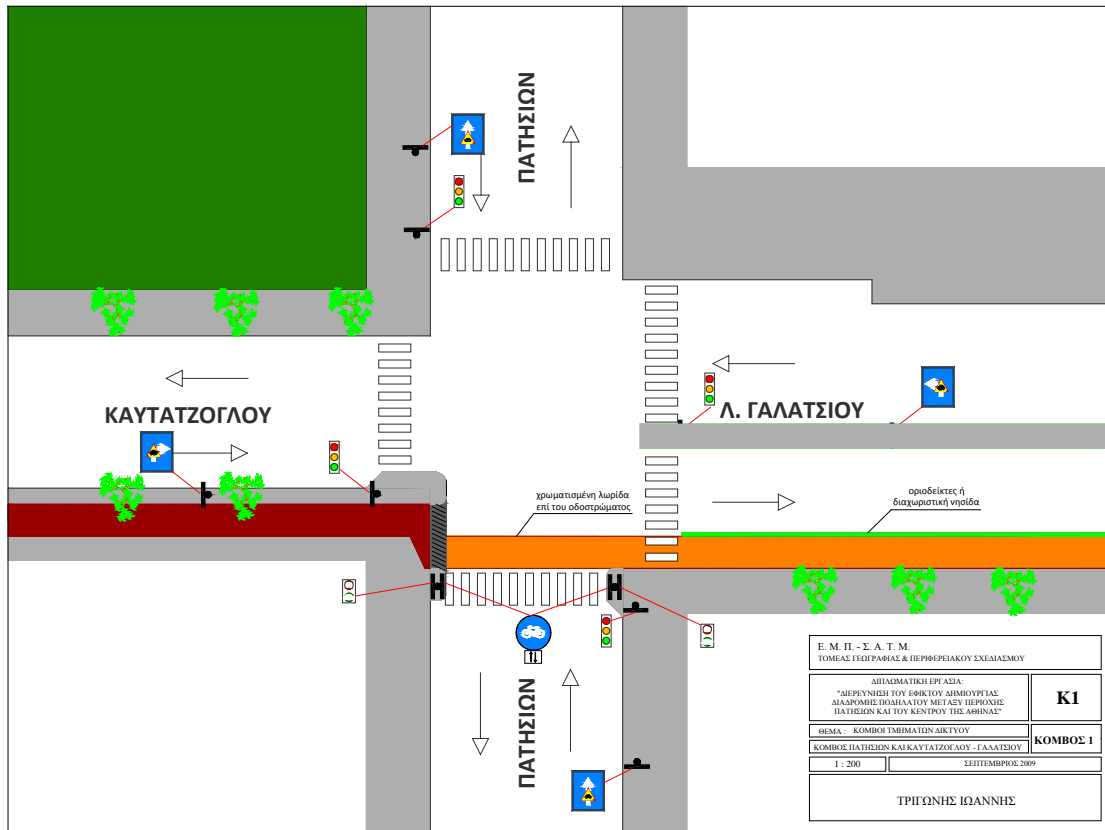 ΠΑΤΗΣΙΩΝ
ΚΑΥΤΑΤΖΟΓΛΟΥ
Λ. ΓΑΛΑΤΣΙΟΥ
χρωματισμένη λωρίδα
επί του οδοστρώματος
οριοδείκτες ή
διαχωριστική νησίδα
ΠΑΤΗΣΙΩΝ
Ε. Μ. Π. - Σ. Α. Τ. Μ.
ΤΟΜΕΑΣ ΓΕΩΓΡΑΦΙΑΣ & ΠΕΡΙΦΕΡΕΙΑΚΟΥ ΣΧΕΔΙΑΣΜΟΥ
ΔΙΠΛΩΜΑΤΙΚΗ ΕΡΓΑΣΙΑ:
"ΔΙΕΡΕΥΝΗΣΗ ΤΟΥ ΕΦΙΚΤΟΥ ΔΗΜΙΟΥΡΓΙΑΣ
ΔΙΑΔΡΟΜΗΣ ΠΟΔΗΛΑΤΟΥ ΜΕΤΑΞΥ ΠΕΡΙΟΧΗΣ
ΠΑΤΗΣΙΩΝ ΚΑΙ ΤΟΥ ΚΕΝΤΡΟΥ ΤΗΣ ΑΘΗΝΑΣ"
Κ1
ΘΕΜΑ : ΚΟΜΒΟΙ ΤΜΗΜΑΤΩΝ ΔΙΚΤΥΟΥ
ΚΟΜΒΟΣ ΠΑΤΗΣΙΩΝ ΚΑΙ ΚΑΥΤΑΤΖΟΓΛΟΥ - ΓΑΛΑΤΣΙΟΥ
ΚΟΜΒΟΣ 1
1 : 200
ΣΕΠΤΕΜΒΡΙΟΣ 2009
ΤΡΙΓΩΝΗΣ ΙΩΑΝΝΗΣ